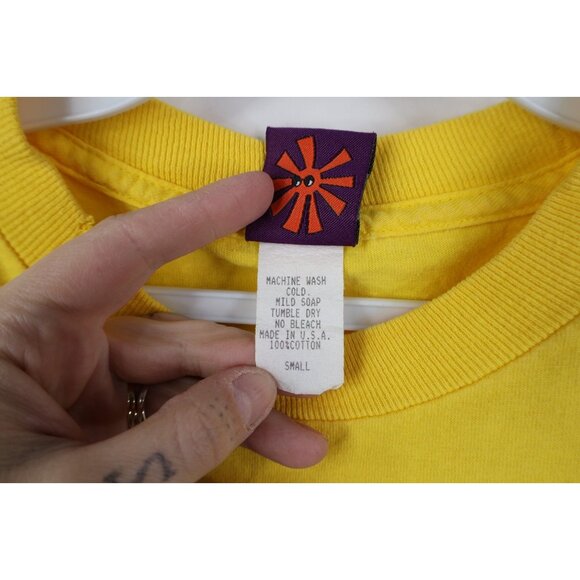 MACHINE WASH
COLD.
MILD SOAP
TUMBLE DRY
NO BLEACH
MADE IN U.S.A.
100%COTTON
SMALL